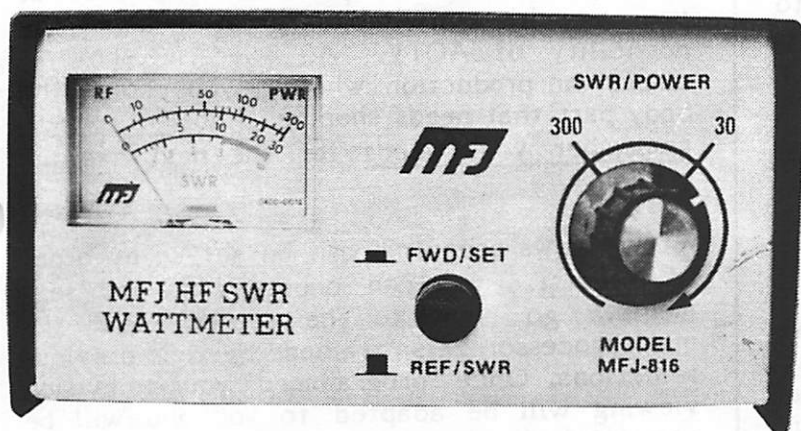 RF PWR
0 10 50 100 300
0 5 10 20 30
SWR
MFJ
MFJ
SWR/POWER
300 30
FWD/SET
MFJ HF SWR
WATTMETER
REF/SWR
MODEL
MFJ-816